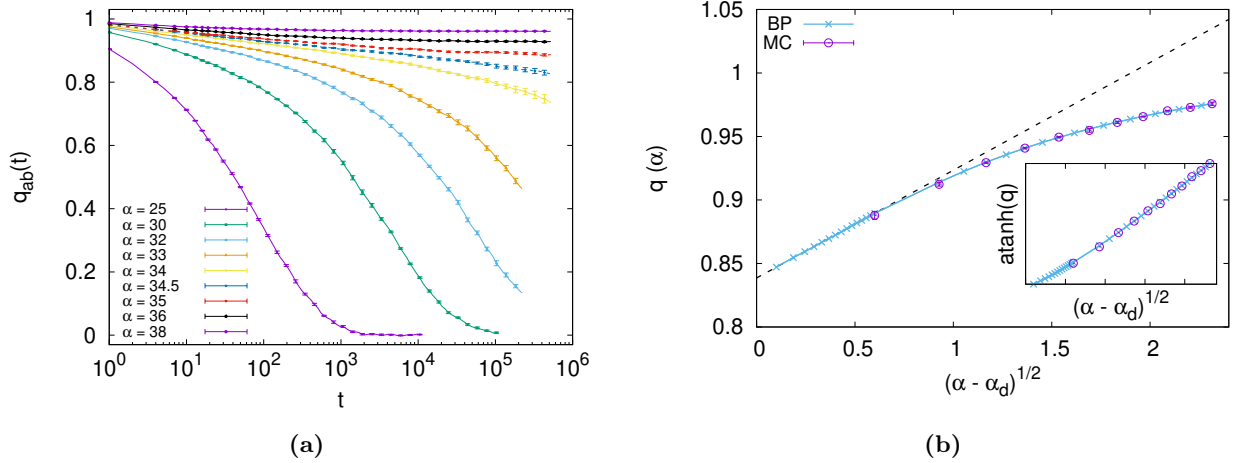 1
0.8
0.6
0.4
0.2
0
q_ab(t)
α = 25
α = 30
α = 32
α = 33
α = 34
α = 34.5
α = 35
α = 36
α = 38
10^0 10^1 10^2 10^3 10^4 10^5 10^6
t
(a)
1.05
1
0.95
0.9
0.85
0.8
q (α)
BP
MC
atanh(q)
(α - α_d)^1/2
0 0.5 1 1.5 2
(α - α_d)^1/2
(b)